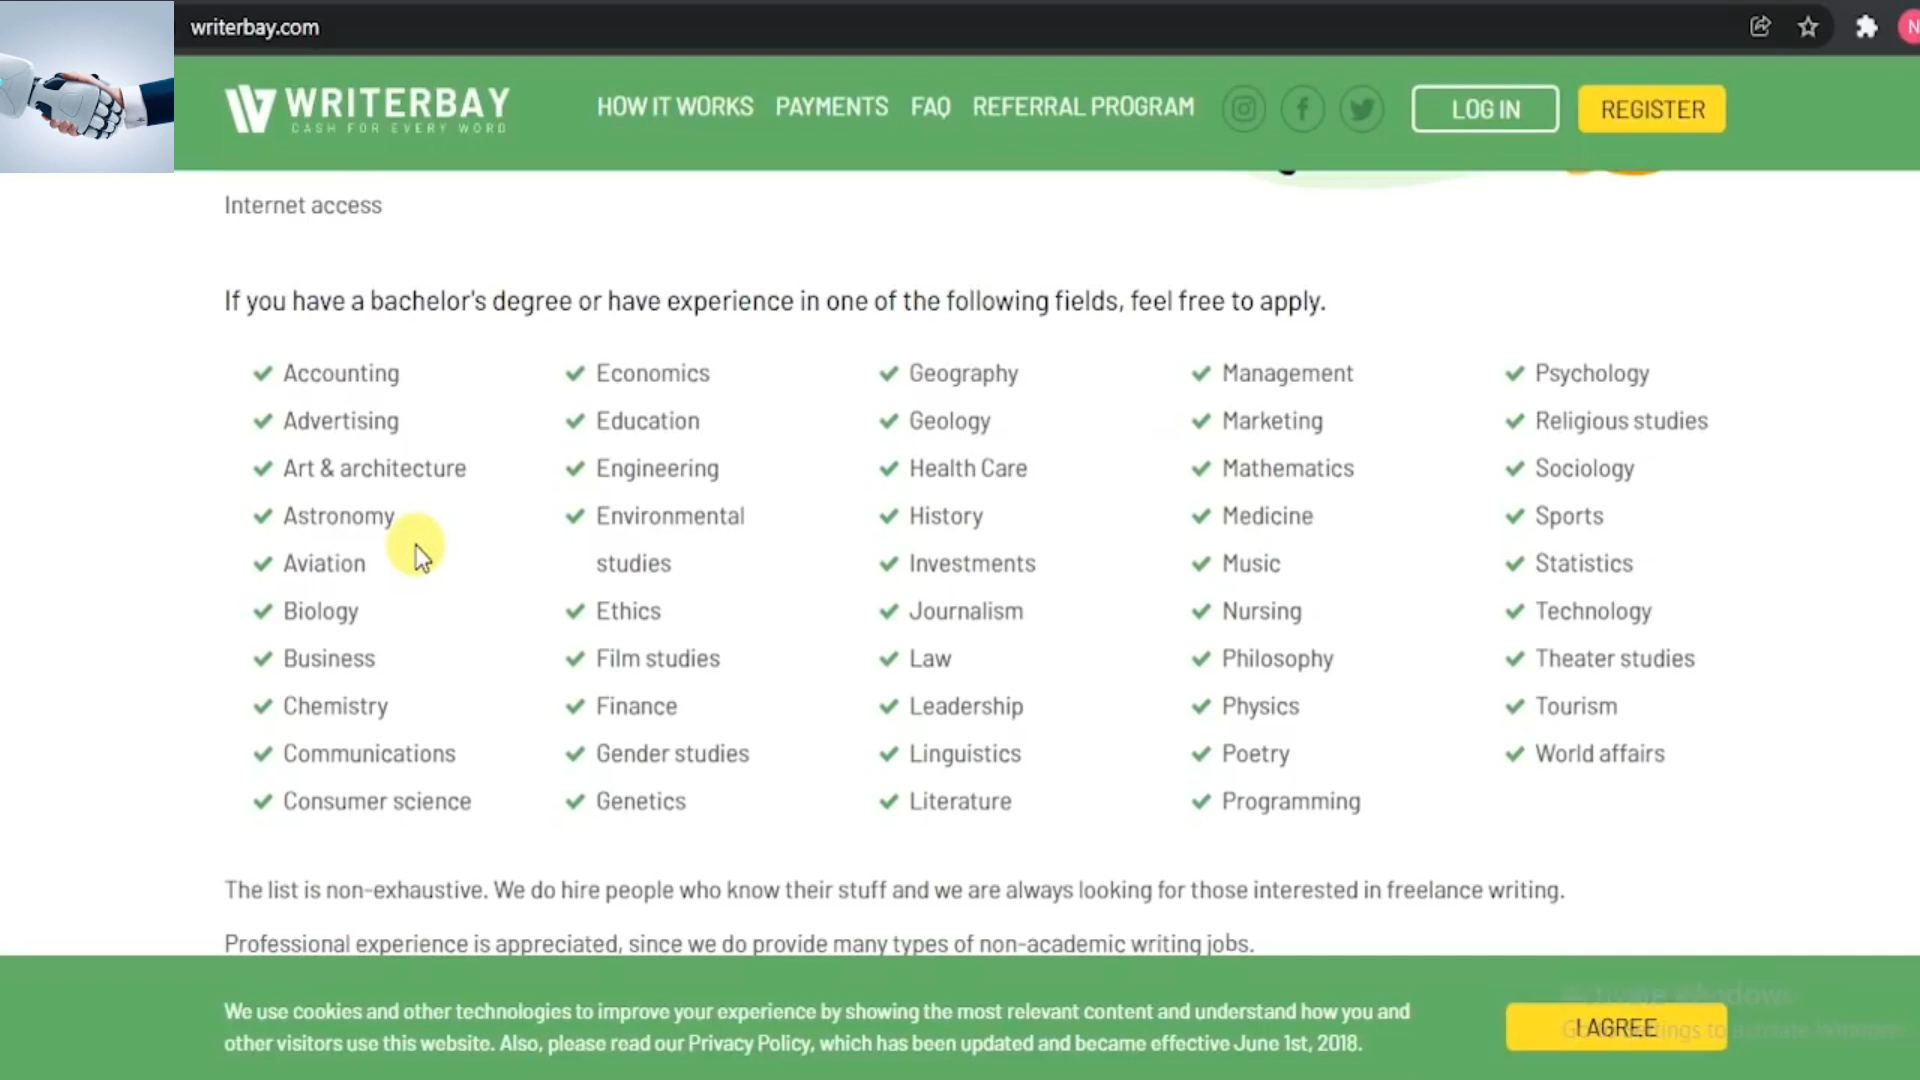 writerbay.com
N
WRITERBAY
CASH FOR EVERY WORD
HOW IT WORKS PAYMENTS FAQ REFERRAL PROGRAM
LOG IN
REGISTER
Internet access
If you have a bachelor's degree or have experience in one of the following fields, feel free to apply.
Accounting
Advertising
Art & architecture
Astronomy
Aviation
Biology
Business
Chemistry
Communications
Consumer science
Economics
Education
Engineering
Environmental
studies
Ethics
Film studies
Finance
Gender studies
Genetics
Geography
Geology
Health Care
History
Investments
Journalism
Law
Leadership
Linguistics
Literature
Management
Marketing
Mathematics
Medicine
Music
Nursing
Philosophy
Physics
Poetry
Programming
Psychology
Religious studies
Sociology
Sports
Statistics
Technology
Theater studies
Tourism
World affairs
The list is non-exhaustive. We do hire people who know their stuff and we are always looking for those interested in freelance writing.
Professional experience is appreciated, since we do provide many types of non-academic writing jobs.
We use cookies and other technologies to improve your experience by showing the most relevant content and understand how you and
other visitors use this website. Also, please read our Privacy Policy, which has been updated and became effective June 1st, 2018.
I AGREE